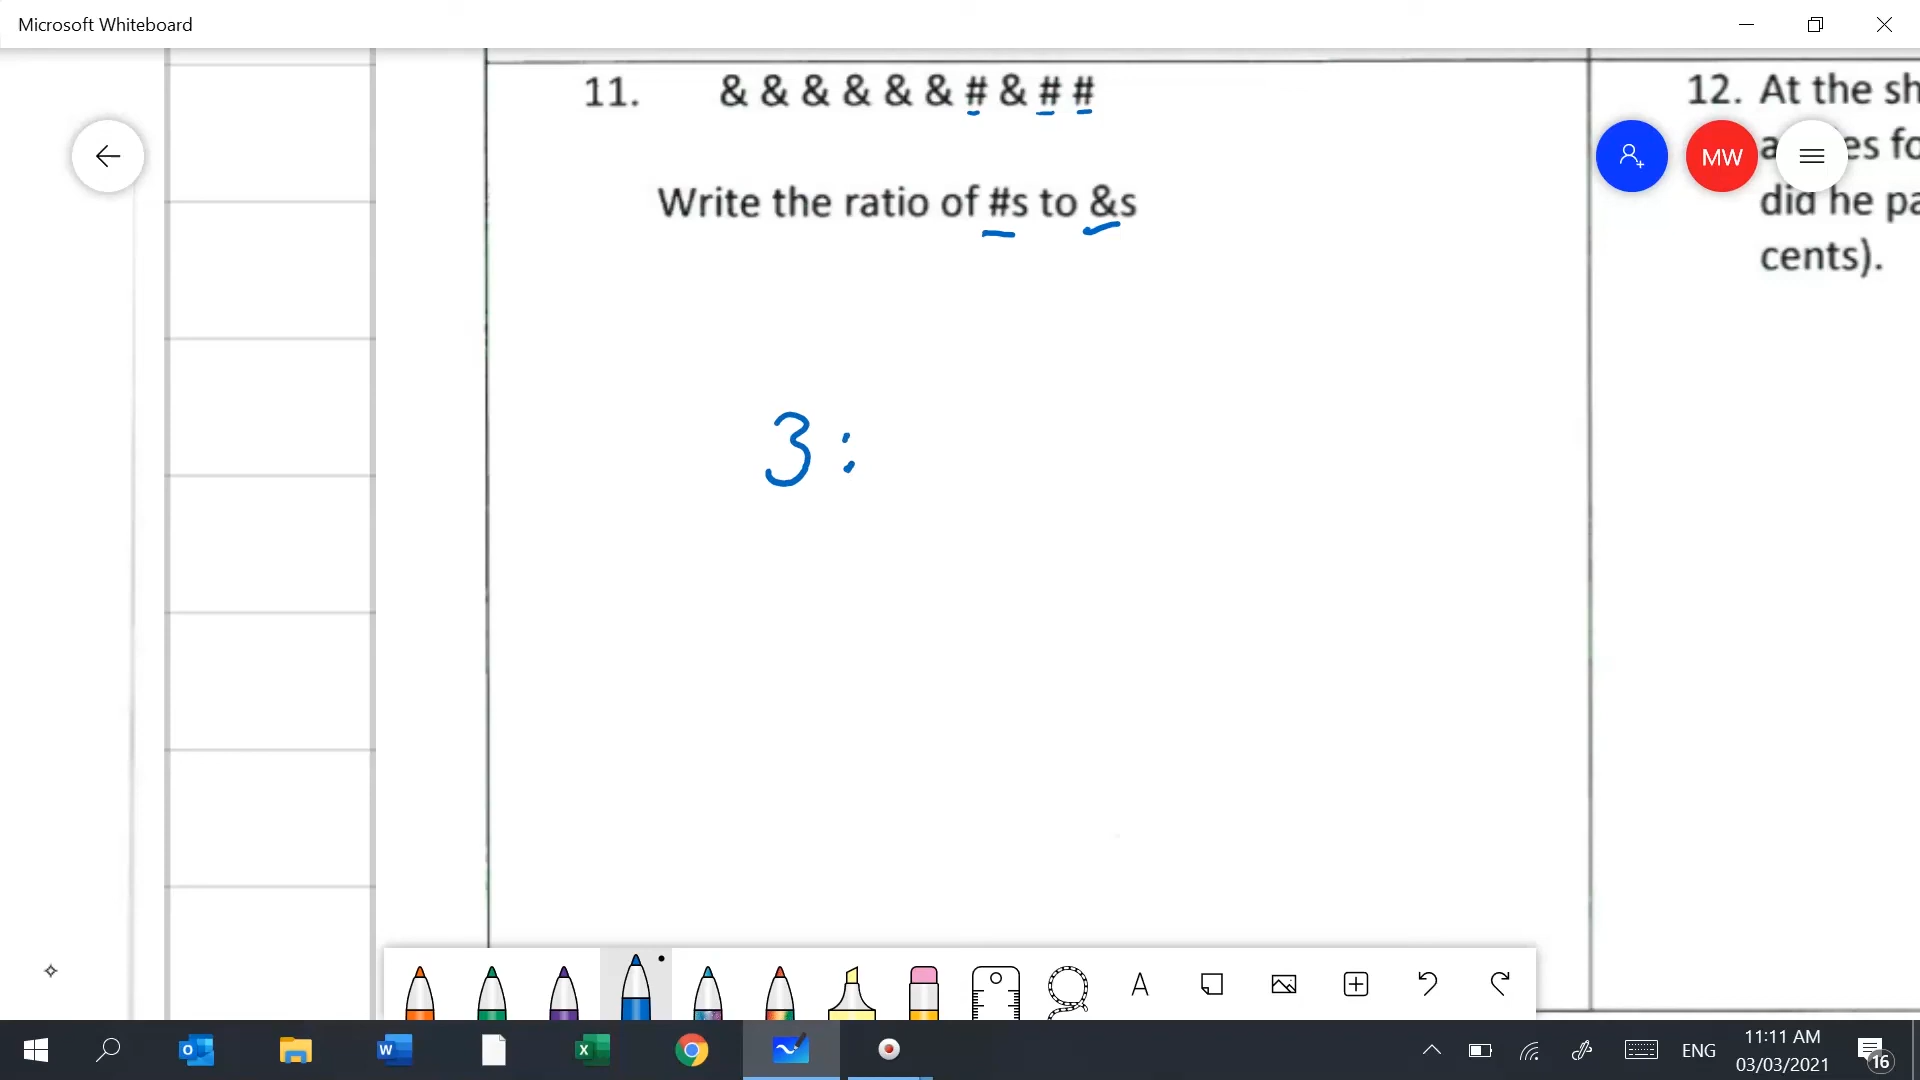 Microsoft Whiteboard
11. & & & & & & # & # #
12. At the sh
MW
es fo
Write the ratio of #s to &s
did he pa
cents).
3 :
A
ENG
11:11 AM
03/03/2021
16